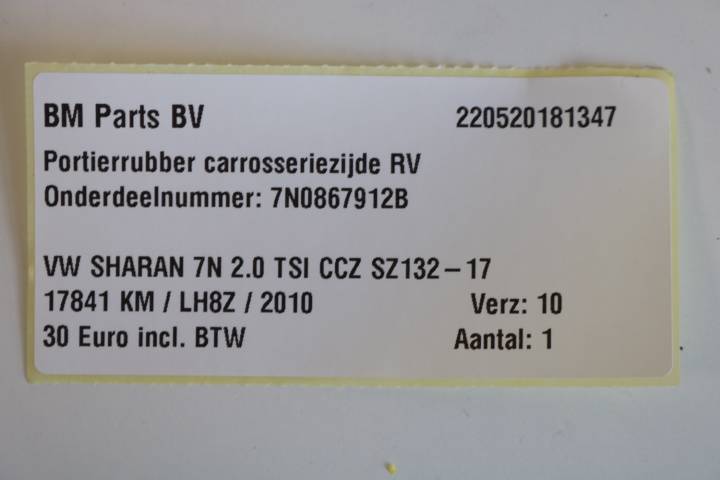 BM Parts BV 220520181347
Portierrubber carrosseriezijde RV
Onderdeelnummer: 7N0867912B
VW SHARAN 7N 2.0 TSI CCZ SZ132-17
17841 KM / LH8Z / 2010 Verz: 10
30 Euro incl. BTW Aantal: 1